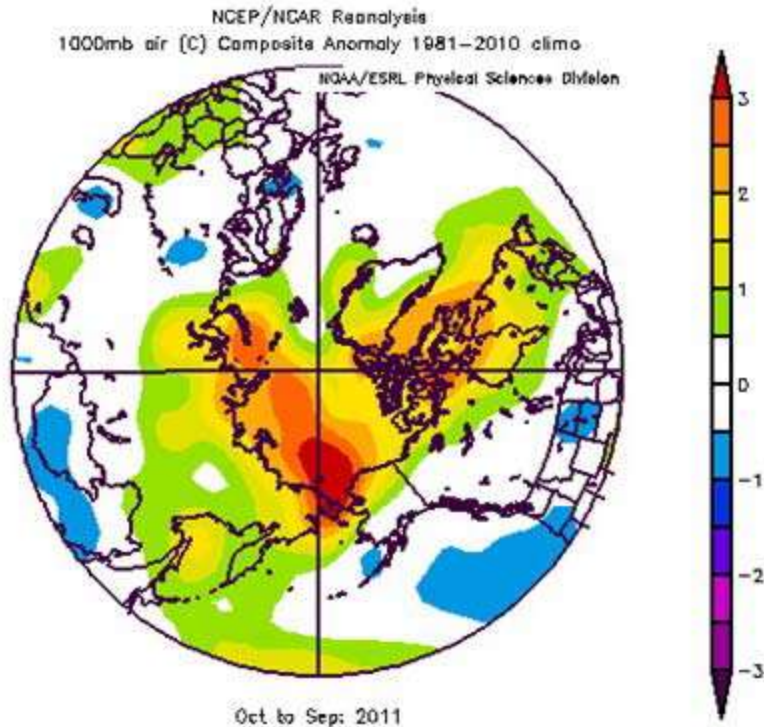 NCEP/NCAR Reanalysis
1000mb air (C) Composite Anomaly 1981-2010 climo
NOAA/ESRL Physical Sciences Division
3
2
1
0
-1
-2
-3
Oct to Sep: 2011